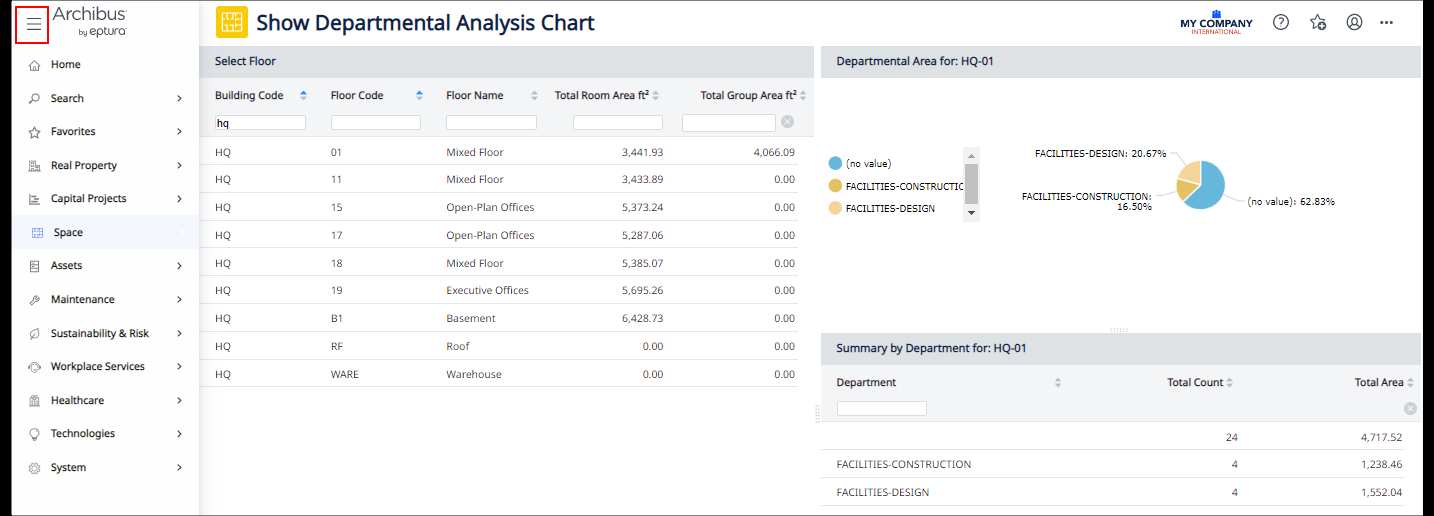 Archibus®
by eptura™
Show Departmental Analysis Chart
MY COMPANY
INTERNATIONAL
Home
Search
Favorites
Real Property
Capital Projects
Space
Assets
Maintenance
Sustainability & Risk
Workplace Services
Healthcare
Technologies
System
Select Floor
Building Code Floor Code Floor Name Total Room Area ft² Total Group Area ft²
hq
HQ 01 Mixed Floor 3,441.93 4,066.09
HQ 11 Mixed Floor 3,433.89 0.00
HQ 15 Open-Plan Offices 5,373.24 0.00
HQ 17 Open-Plan Offices 5,287.06 0.00
HQ 18 Mixed Floor 5,385.07 0.00
HQ 19 Executive Offices 5,695.26 0.00
HQ B1 Basement 6,428.73 0.00
HQ RF Roof 0.00 0.00
HQ WARE Warehouse 0.00 0.00
Departmental Area for: HQ-01
(no value)
FACILITIES-CONSTRUCTIC
FACILITIES-DESIGN
FACILITIES-DESIGN: 20.67%
FACILITIES-CONSTRUCTION:
16.50%
(no value): 62.83%
Summary by Department for: HQ-01
Department Total Count Total Area
24 4,717.52
FACILITIES-CONSTRUCTION 4 1,238.46
FACILITIES-DESIGN 4 1,552.04